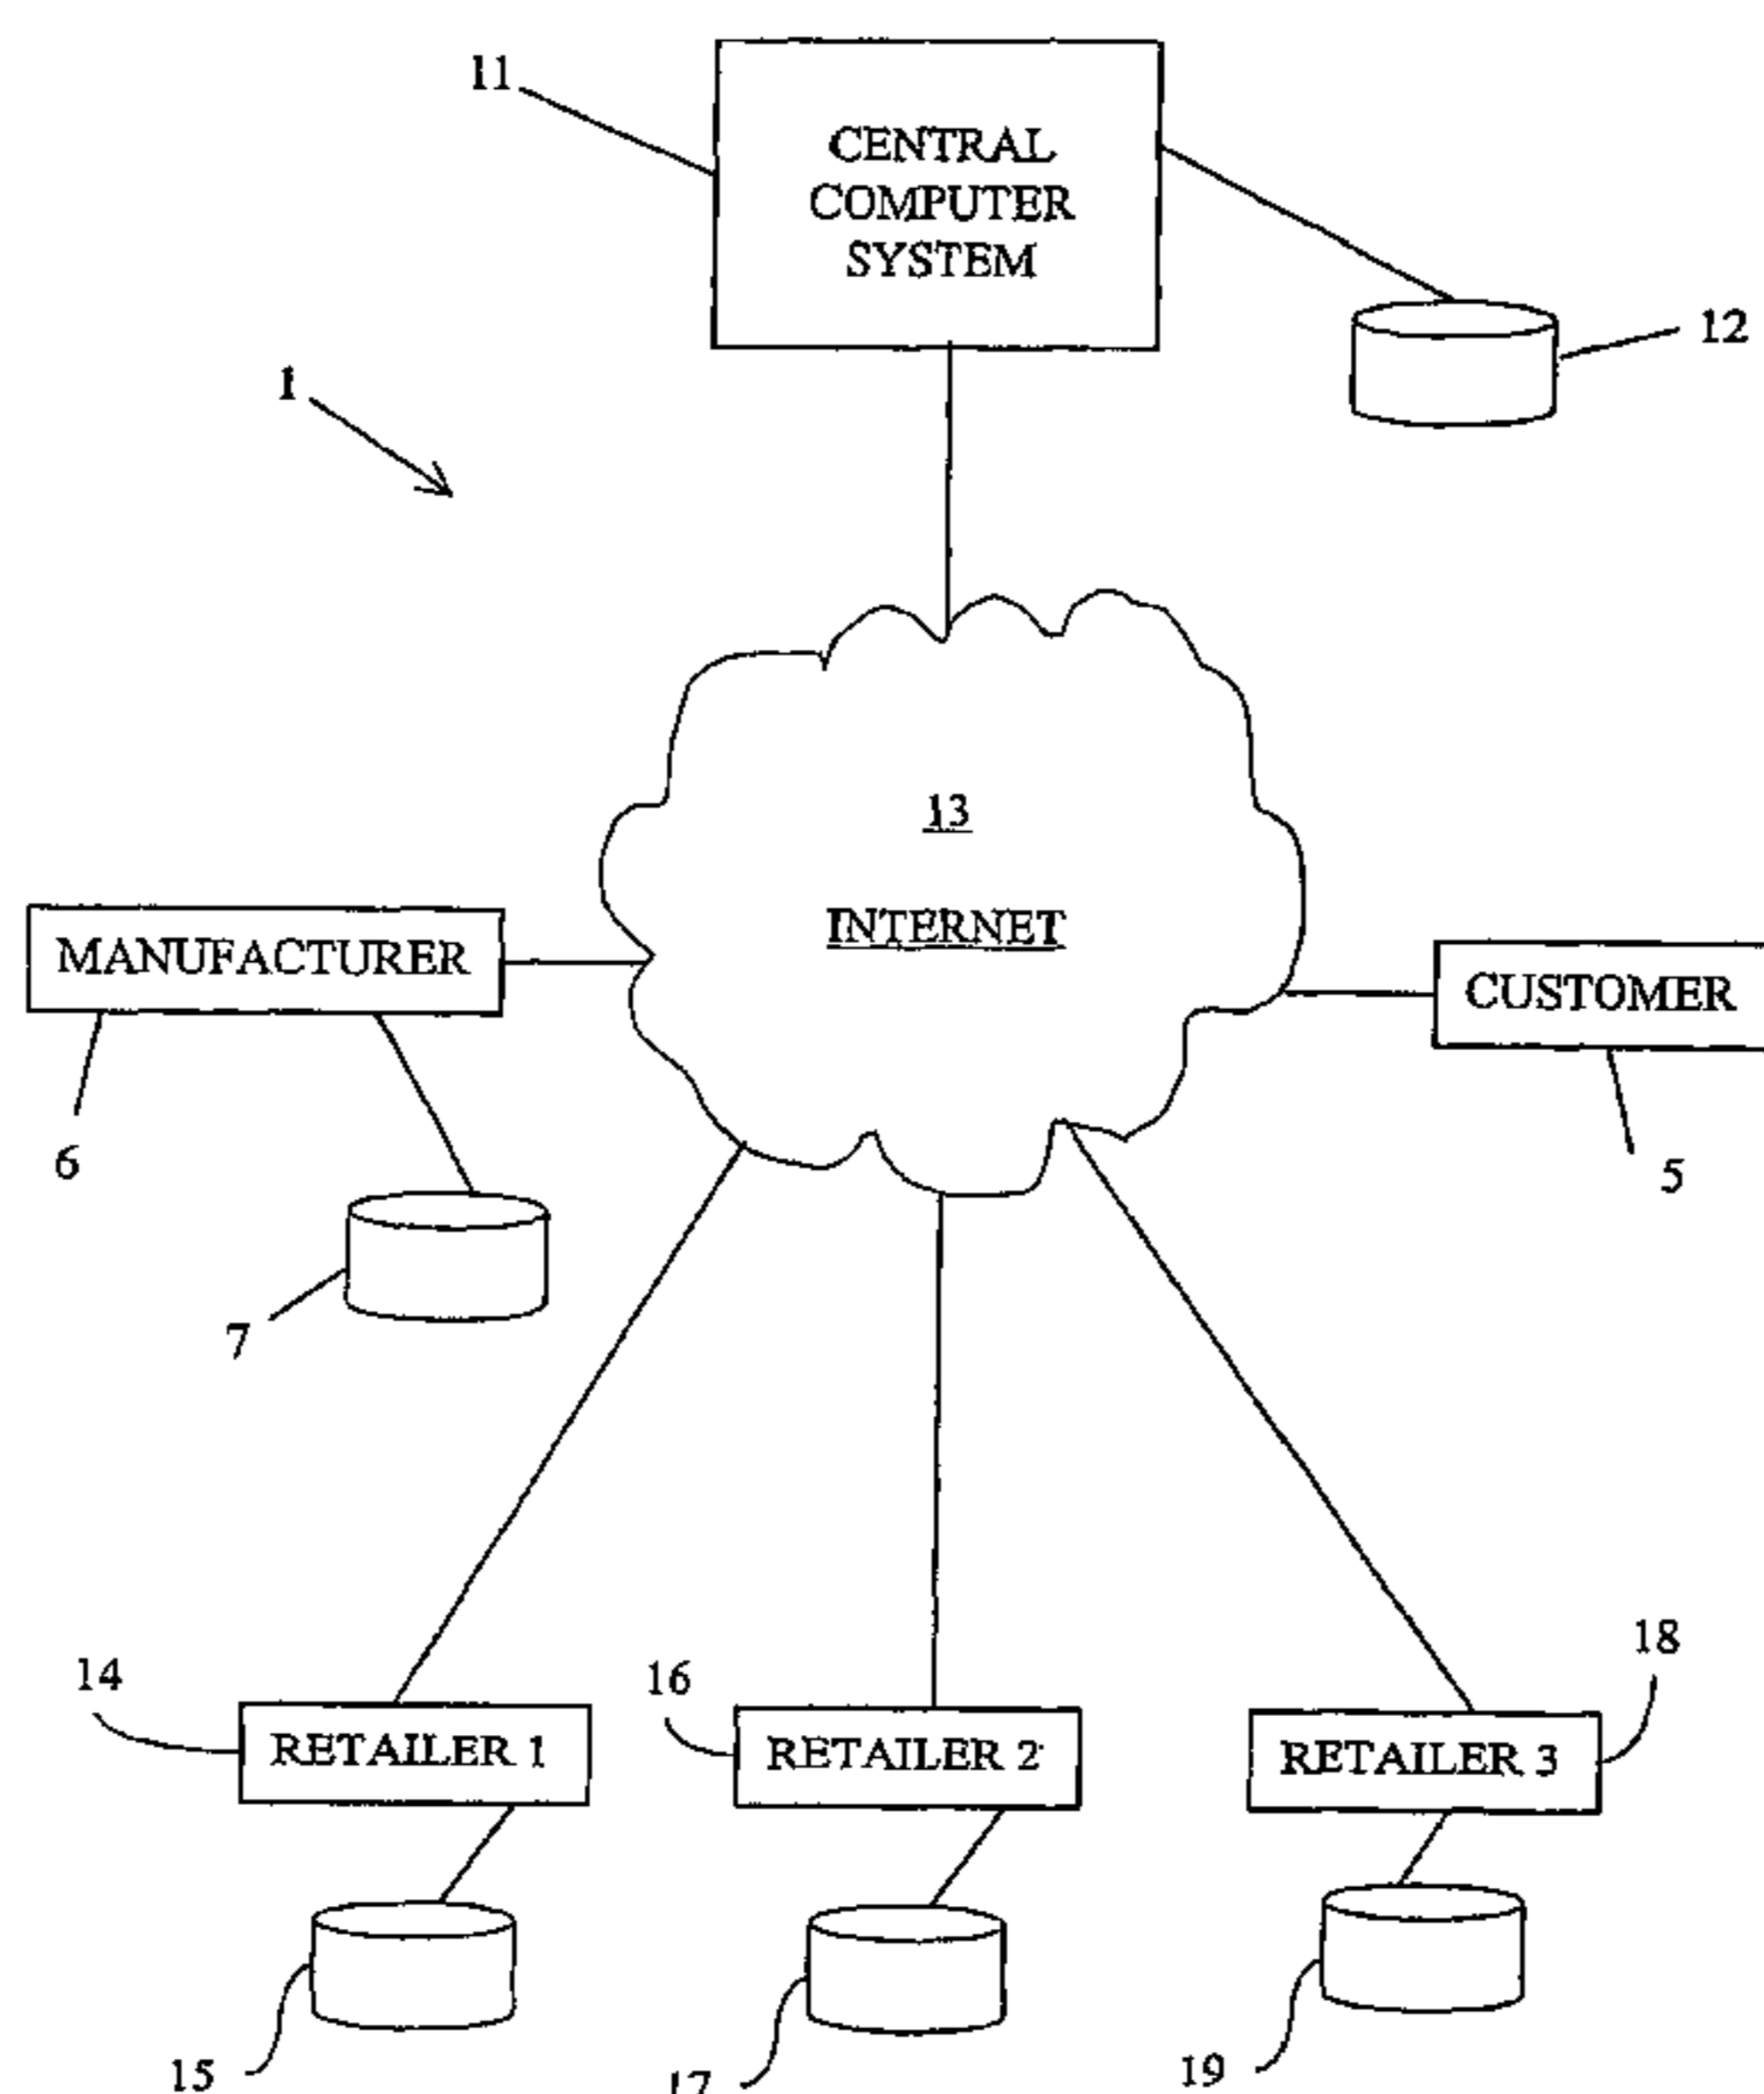 11
CENTRAL
COMPUTER
SYSTEM
12
1
13
INTERNET
MANUFACTURER
CUSTOMER
6
5
7
14
16
18
RETAILER 1
RETAILER 2
RETAILER 3
15
17
19